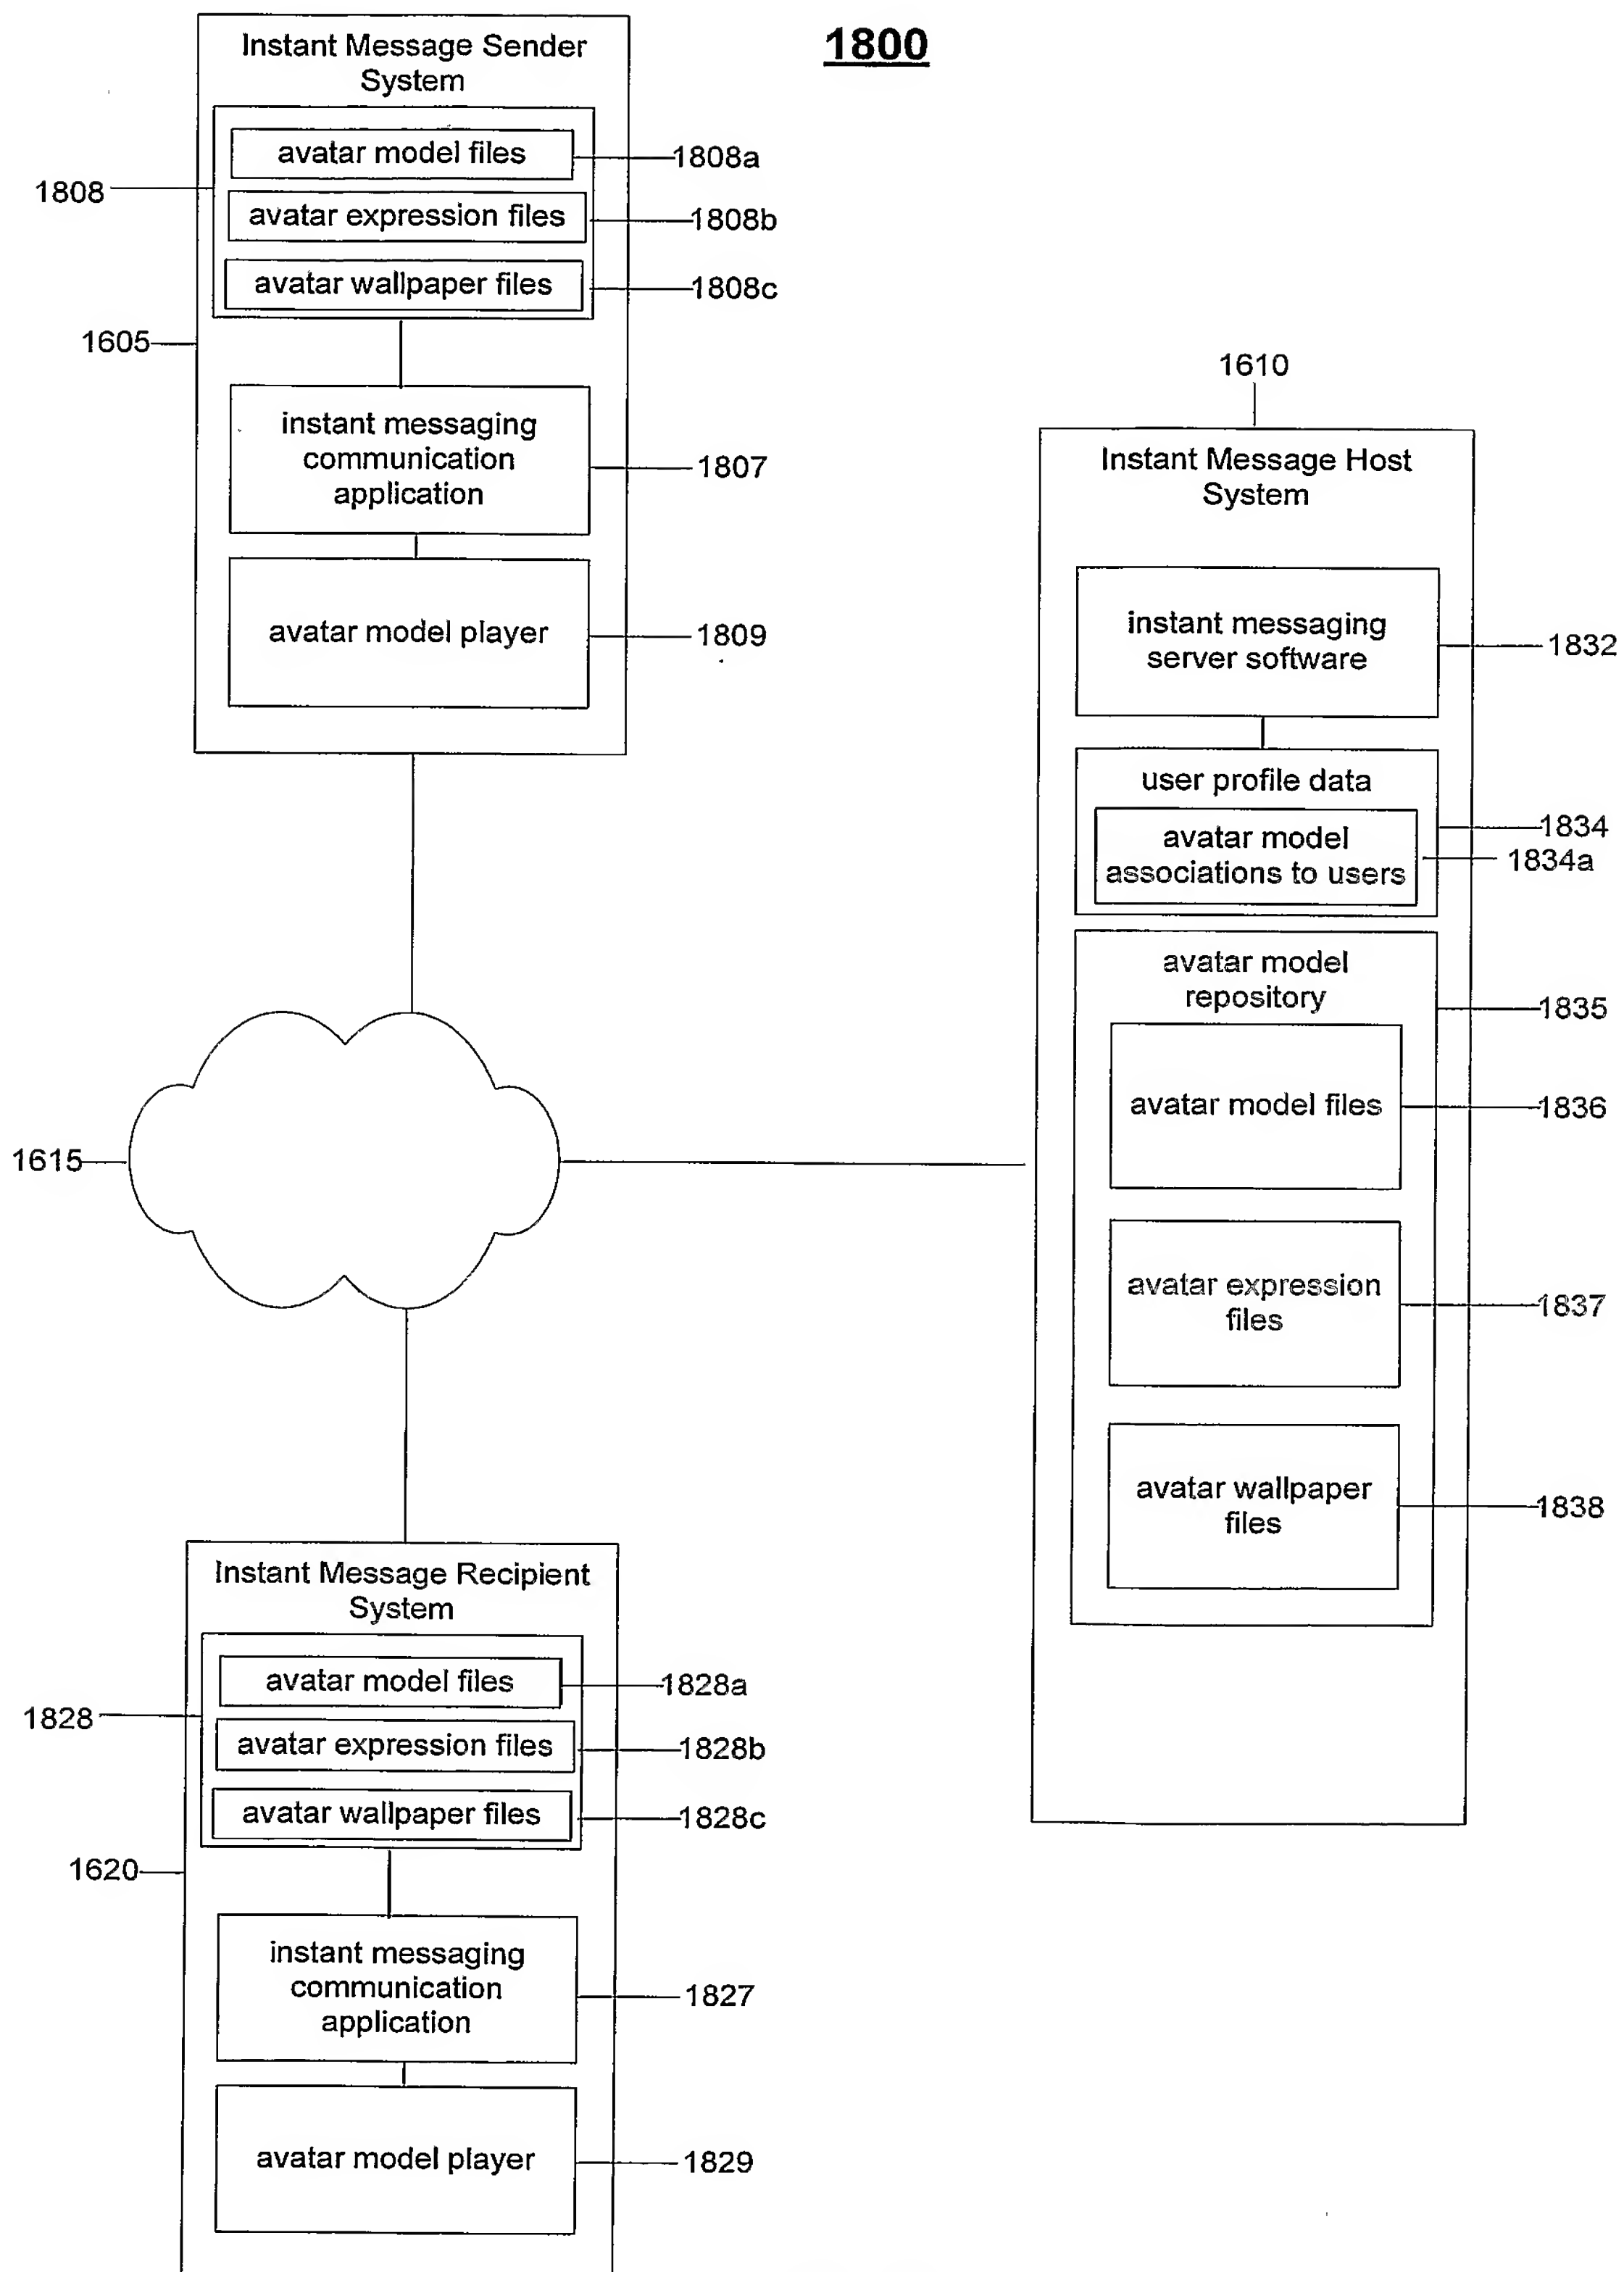 1800
Instant Message Sender
System
avatar model files
1808a
1808
avatar expression files
1808b
avatar wallpaper files
1808c
1605
instant messaging
communication
application
1807
avatar model player
1809
1610
Instant Message Host
System
instant messaging
server software
1832
user profile data
1834
avatar model
associations to users
1834a
avatar model
repository
1835
avatar model files
1836
avatar expression
files
1837
avatar wallpaper
files
1838
1615
Instant Message Recipient
System
avatar model files
1828a
1828
avatar expression files
1828b
avatar wallpaper files
1828c
1620
instant messaging
communication
application
1827
avatar model player
1829